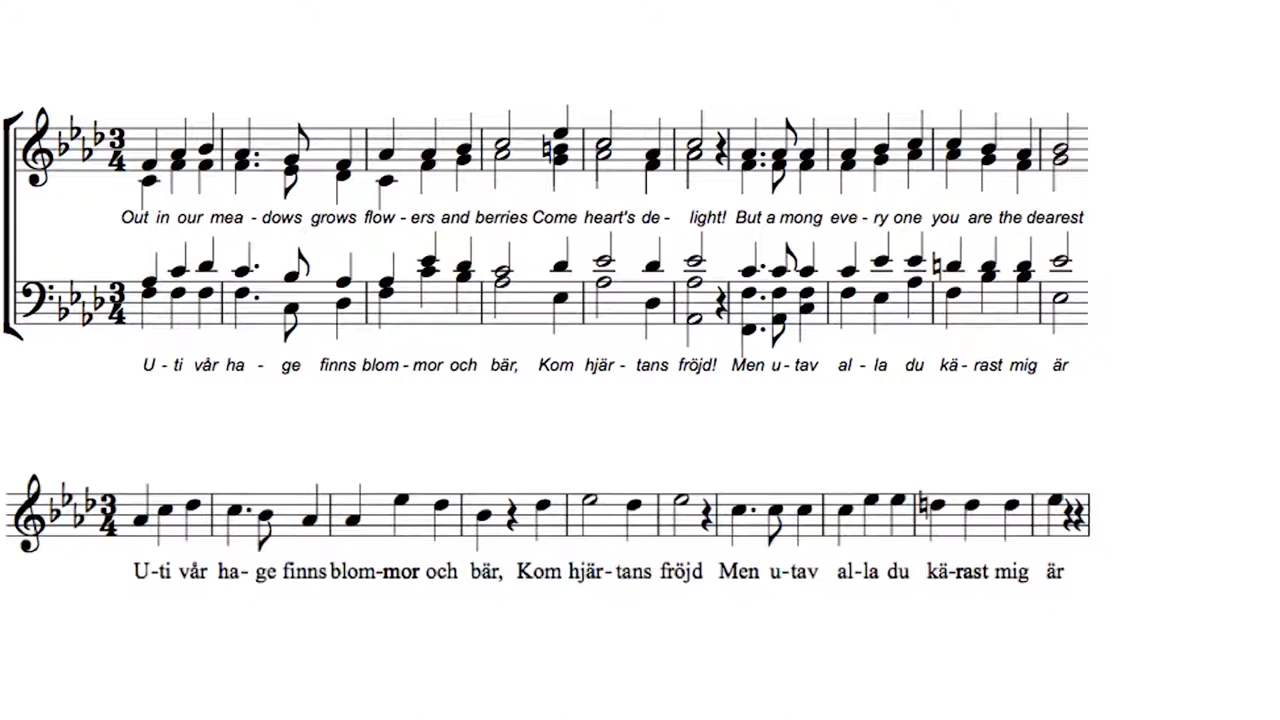 Out in our mea - dows grows flow - ers and berries Come heart's de - light! But a mong eve - ry one you are the dearest
U - ti vår ha - ge finns blom - mor och bär, Kom hjär - tans fröjd! Men u - tav al - la du kä - rast mig är
U-ti vår ha- ge finns blom-mor och bär, Kom hjär- tans fröjd Men u-tav al-la du kä-rast mig är